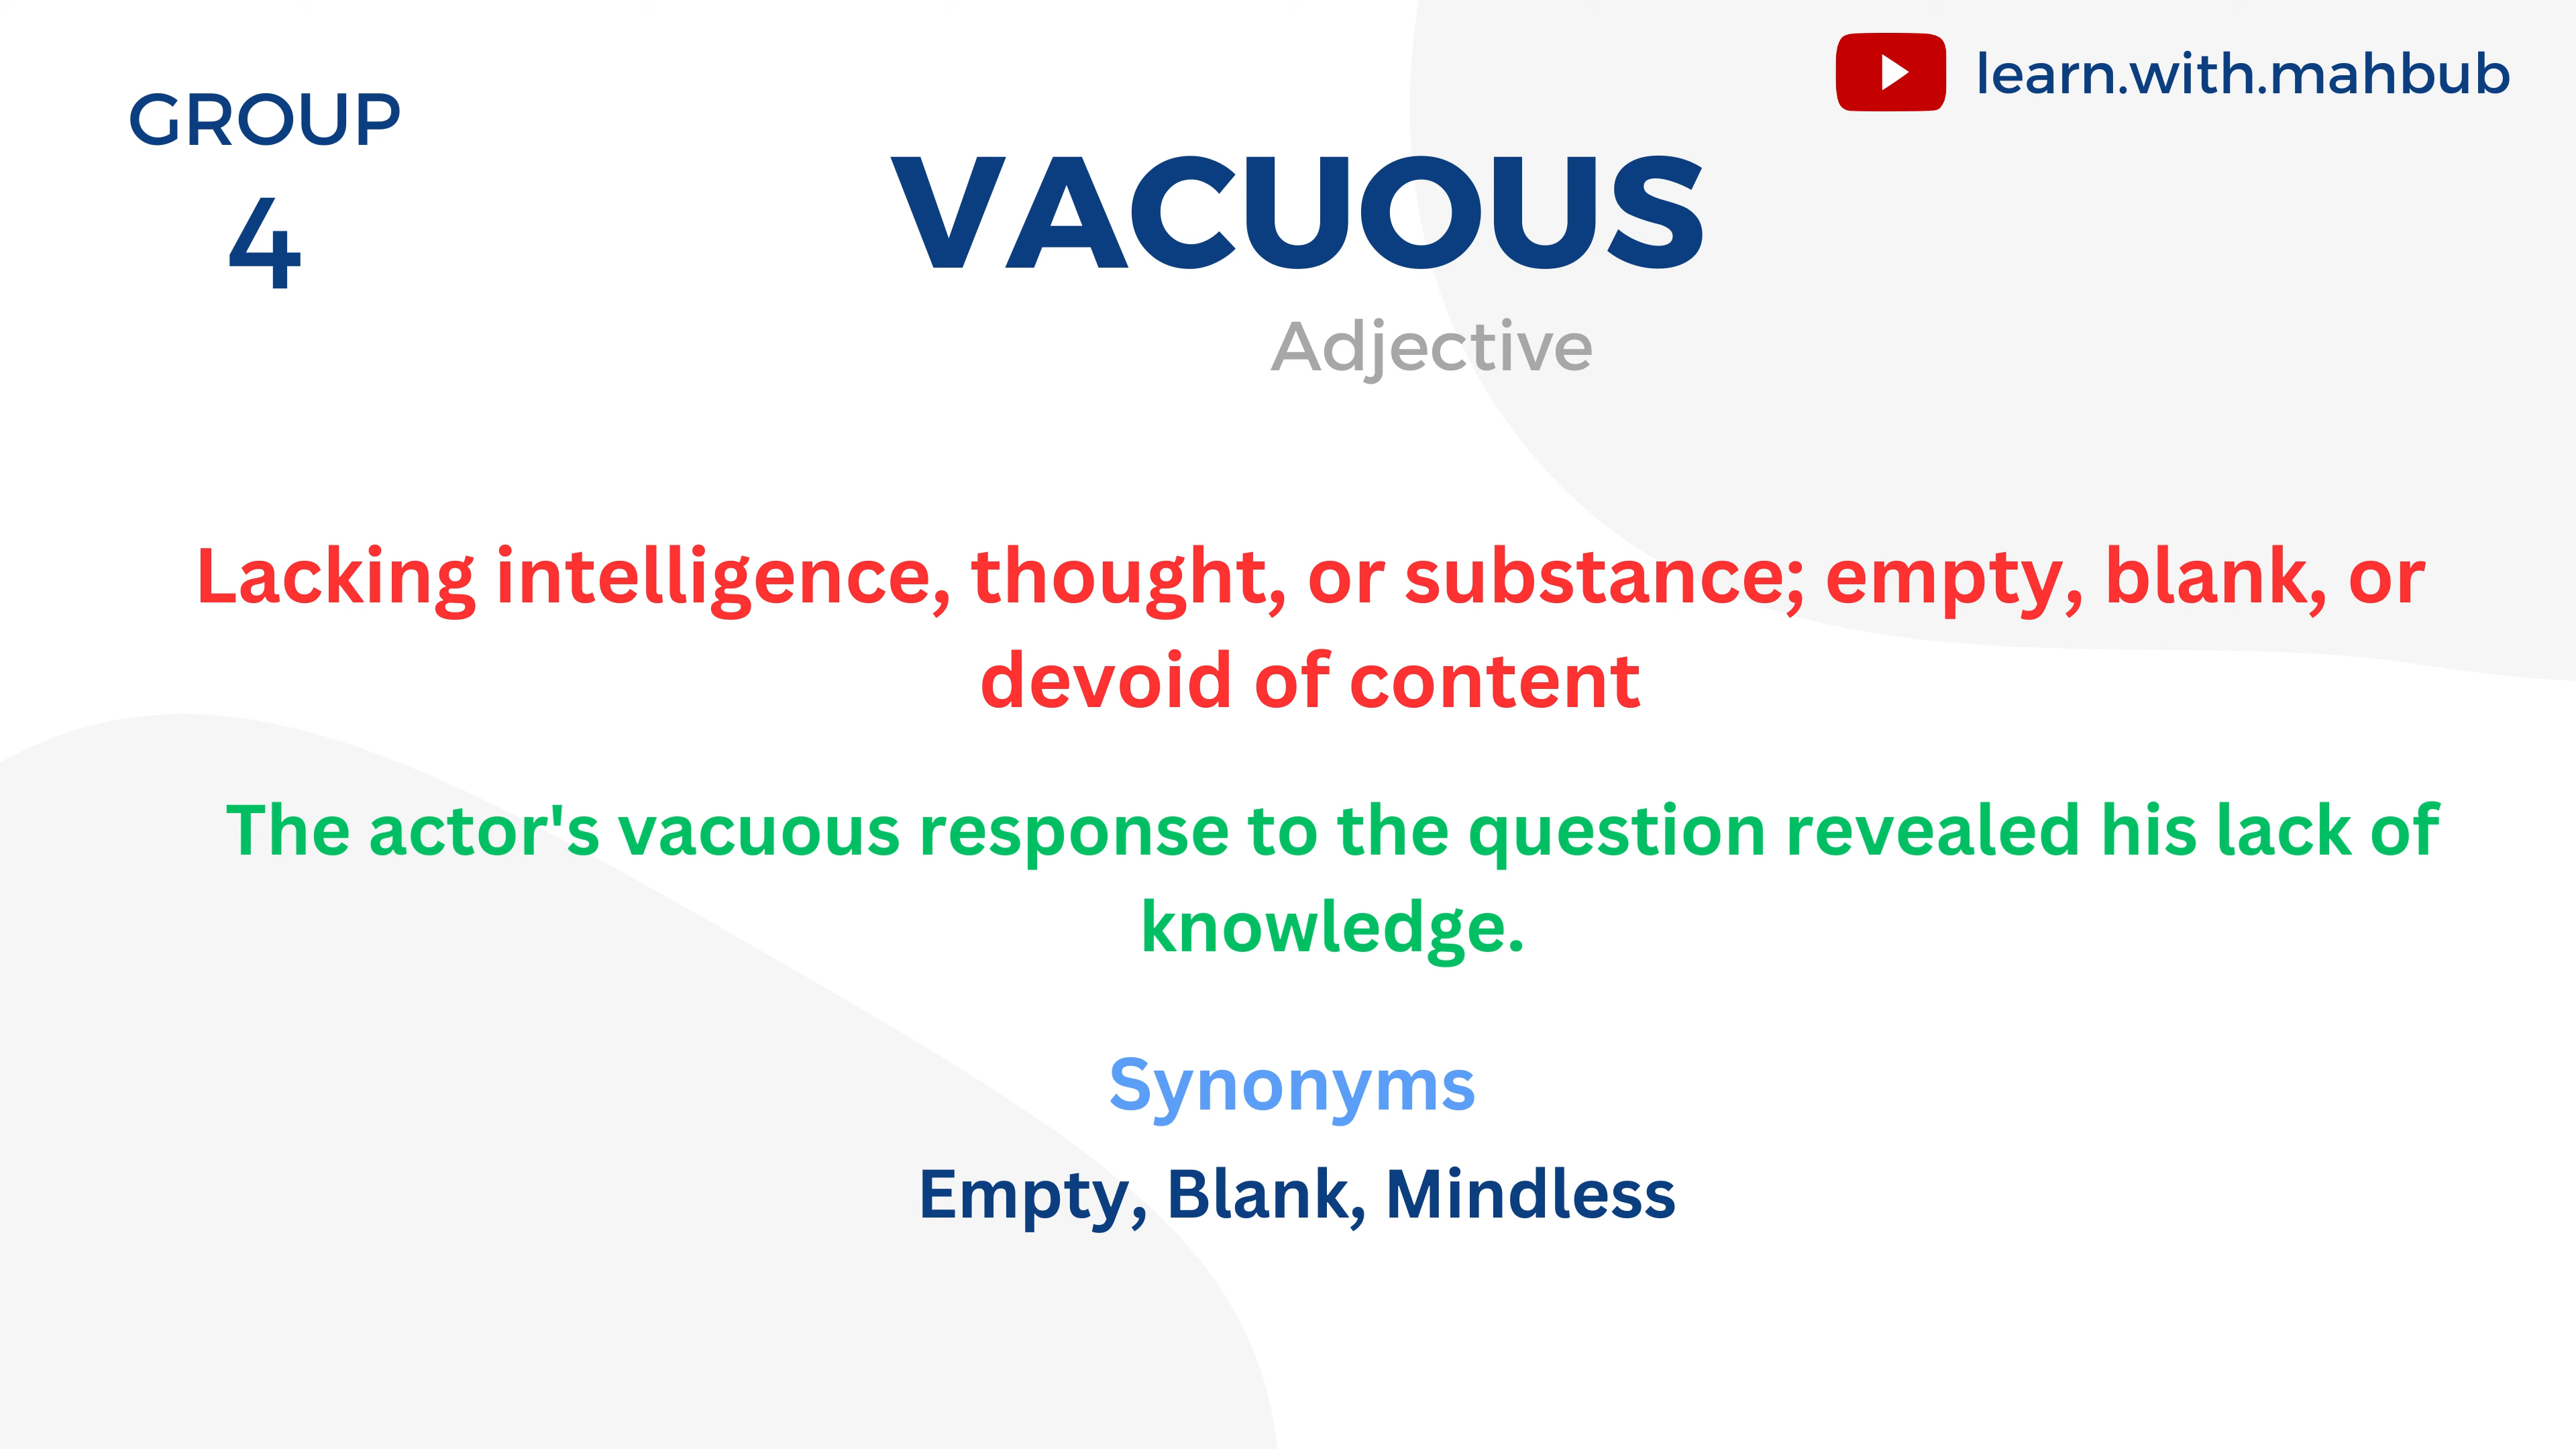 GROUP
4
learn.with.mahbub
VACUOUS
Adjective
Lacking intelligence, thought, or substance; empty, blank, or
devoid of content
The actor's vacuous response to the question revealed his lack of
knowledge.
Synonyms
Empty, Blank, Mindless